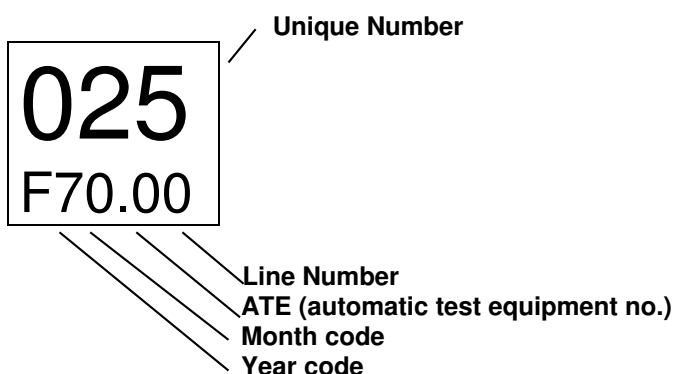 Unique Number
025
F70.00
Line Number
ATE (automatic test equipment no.)
Month code
Year code